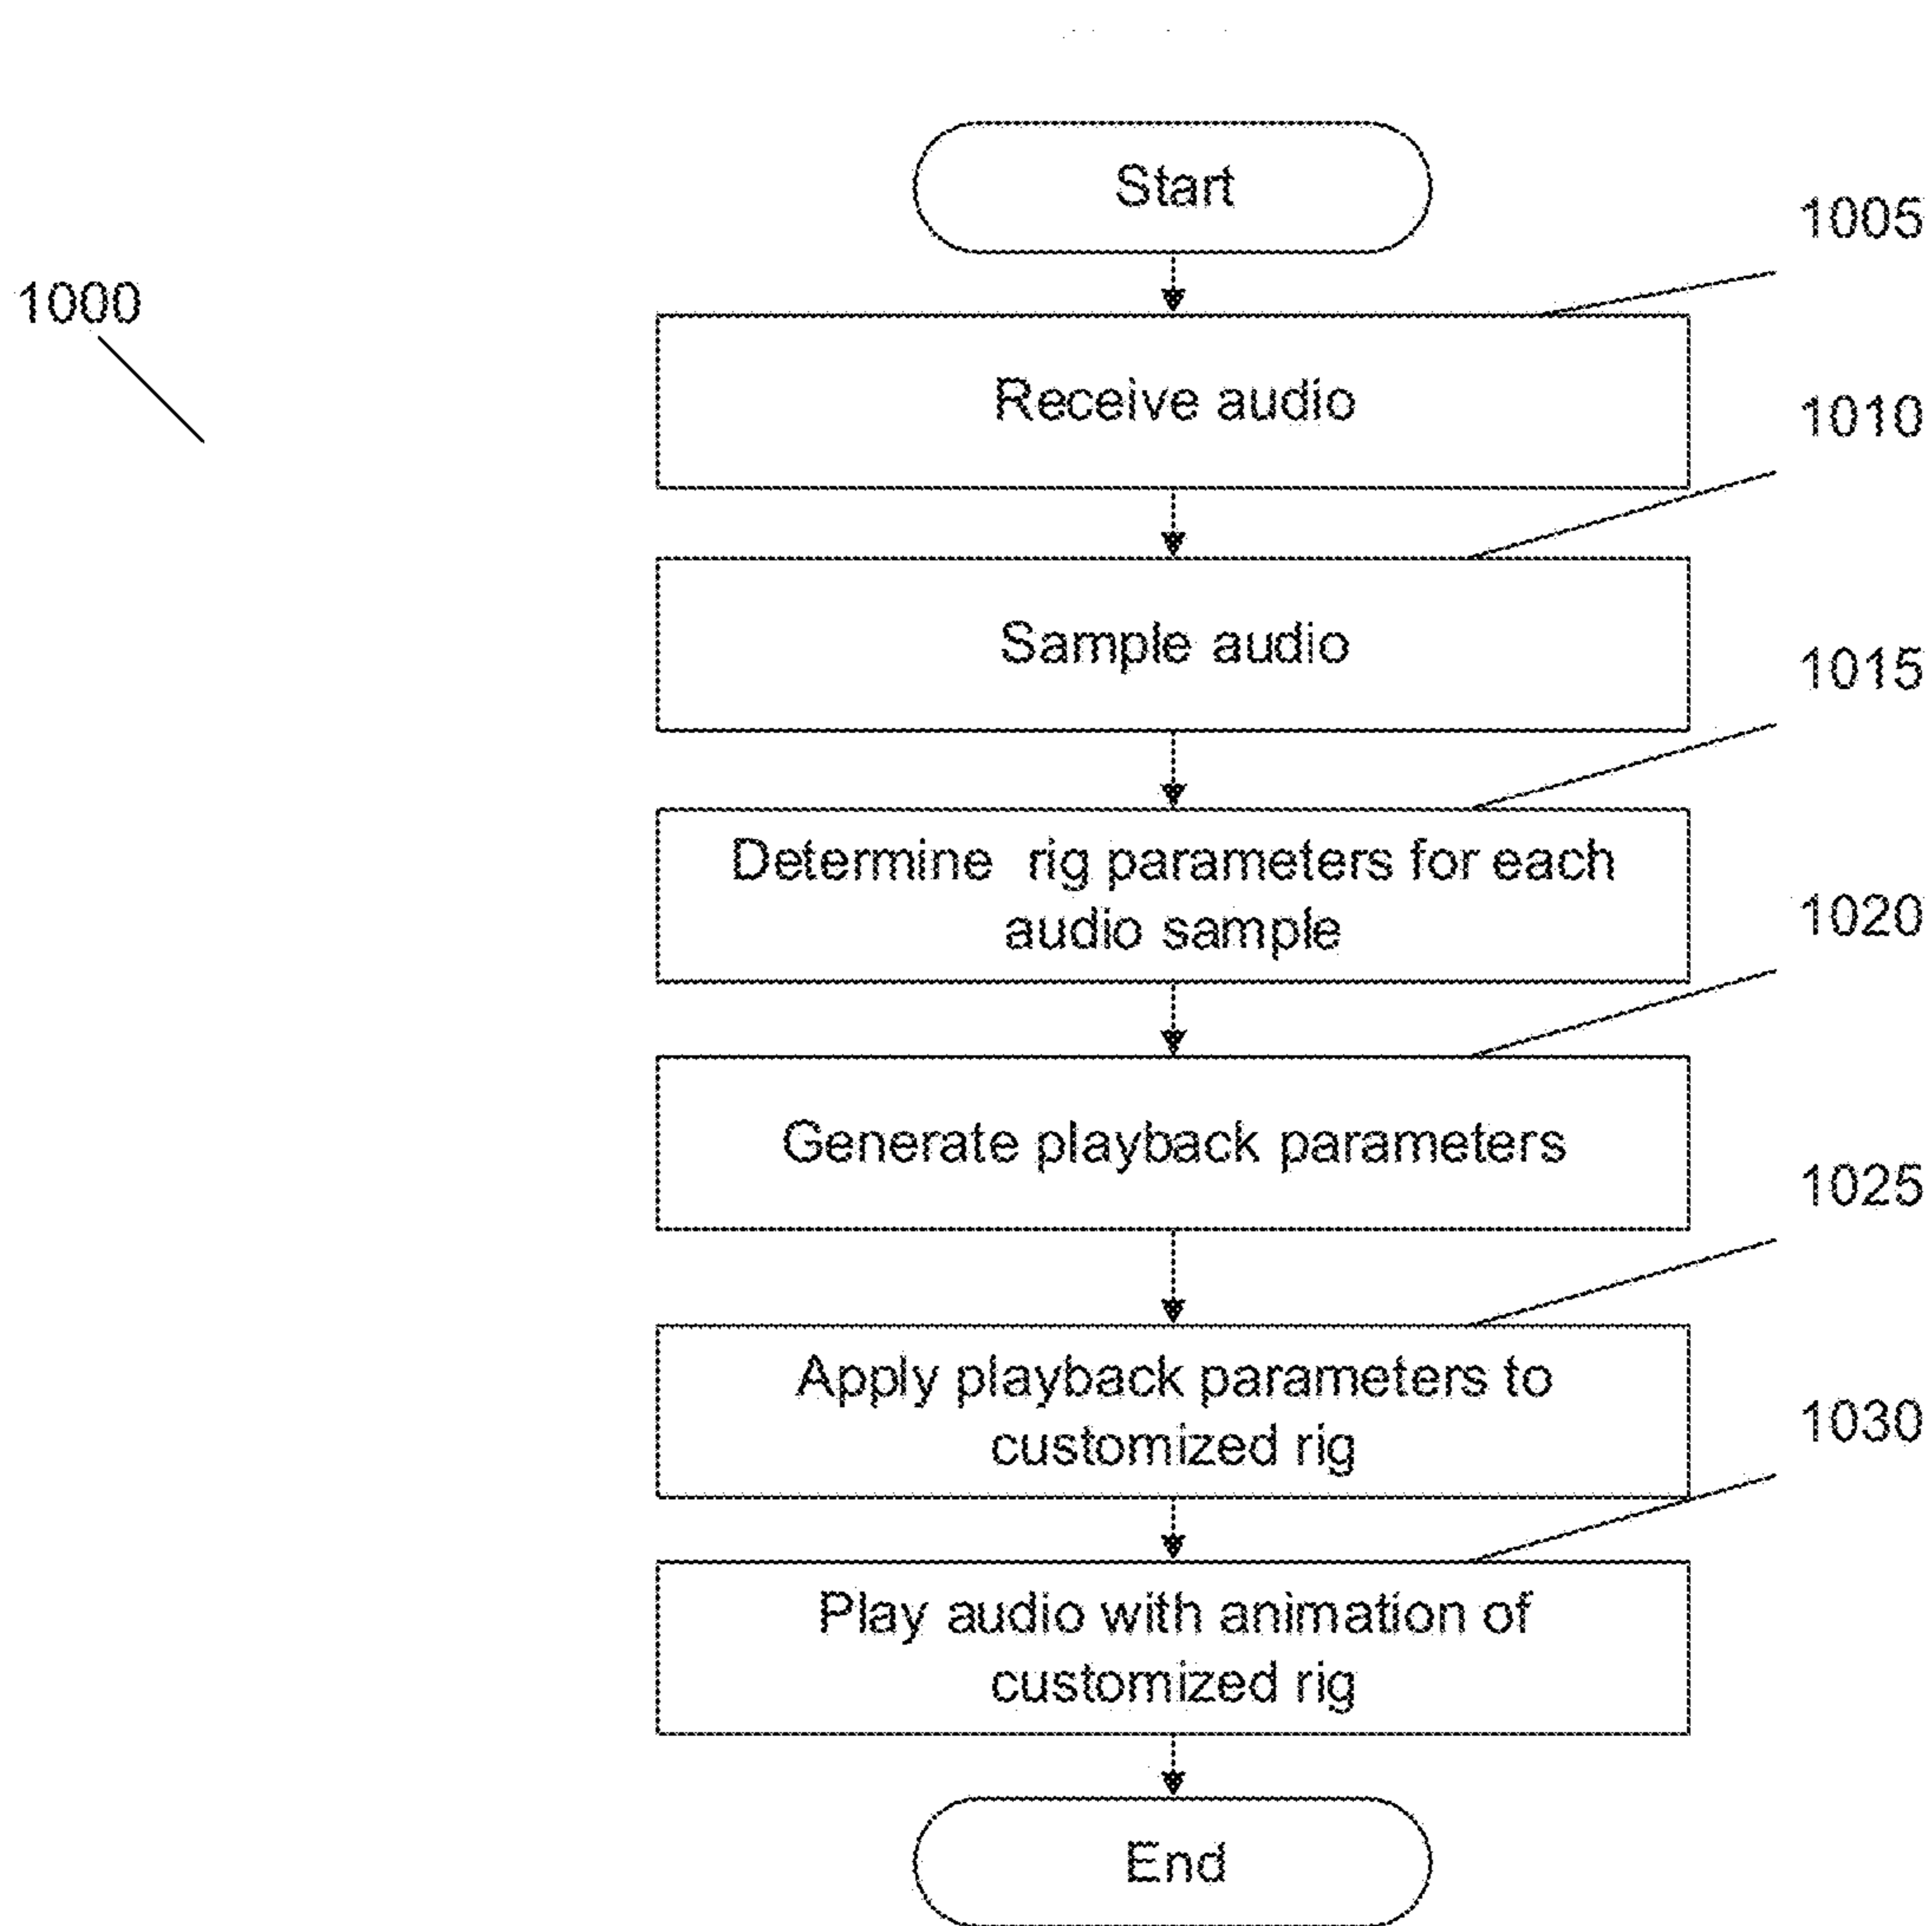 Start
1005
1000
Receive audio
1010
Sample audio
1015
Determine rig parameters for each
audio sample
1020
Generate playback parameters
1025
Apply playback parameters to
customized rig
1030
Play audio with animation of
customized rig
End